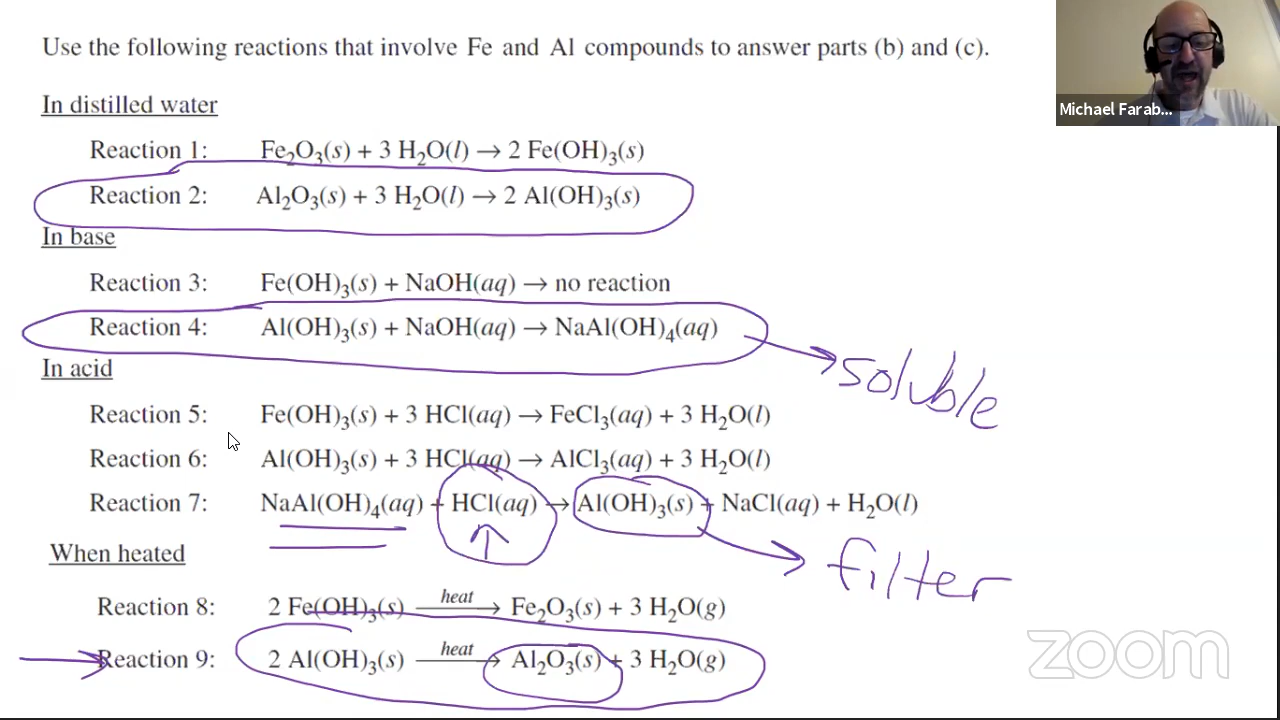 Use the following reactions that involve Fe and Al compounds to answer parts (b) and (c).
Michael Farab...
In distilled water
Reaction 1: Fe₂O₃(s) + 3 H₂O(l) → 2 Fe(OH)₃(s)
Reaction 2: Al₂O₃(s) + 3 H₂O(l) → 2 Al(OH)₃(s)
In base
Reaction 3: Fe(OH)₃(s) + NaOH(aq) → no reaction
Reaction 4: Al(OH)₃(s) + NaOH(aq) → NaAl(OH)₄(aq)
soluble
In acid
Reaction 5: Fe(OH)₃(s) + 3 HCl(aq) → FeCl₃(aq) + 3 H₂O(l)
Reaction 6: Al(OH)₃(s) + 3 HCl(aq) → AlCl₃(aq) + 3 H₂O(l)
Reaction 7: NaAl(OH)₄(aq) + HCl(aq) → Al(OH)₃(s) + NaCl(aq) + H₂O(l)
filter
When heated
Reaction 8: 2 Fe(OH)₃(s) heat → Fe₂O₃(s) + 3 H₂O(g)
Reaction 9: 2 Al(OH)₃(s) heat → Al₂O₃(s) + 3 H₂O(g)
zoom